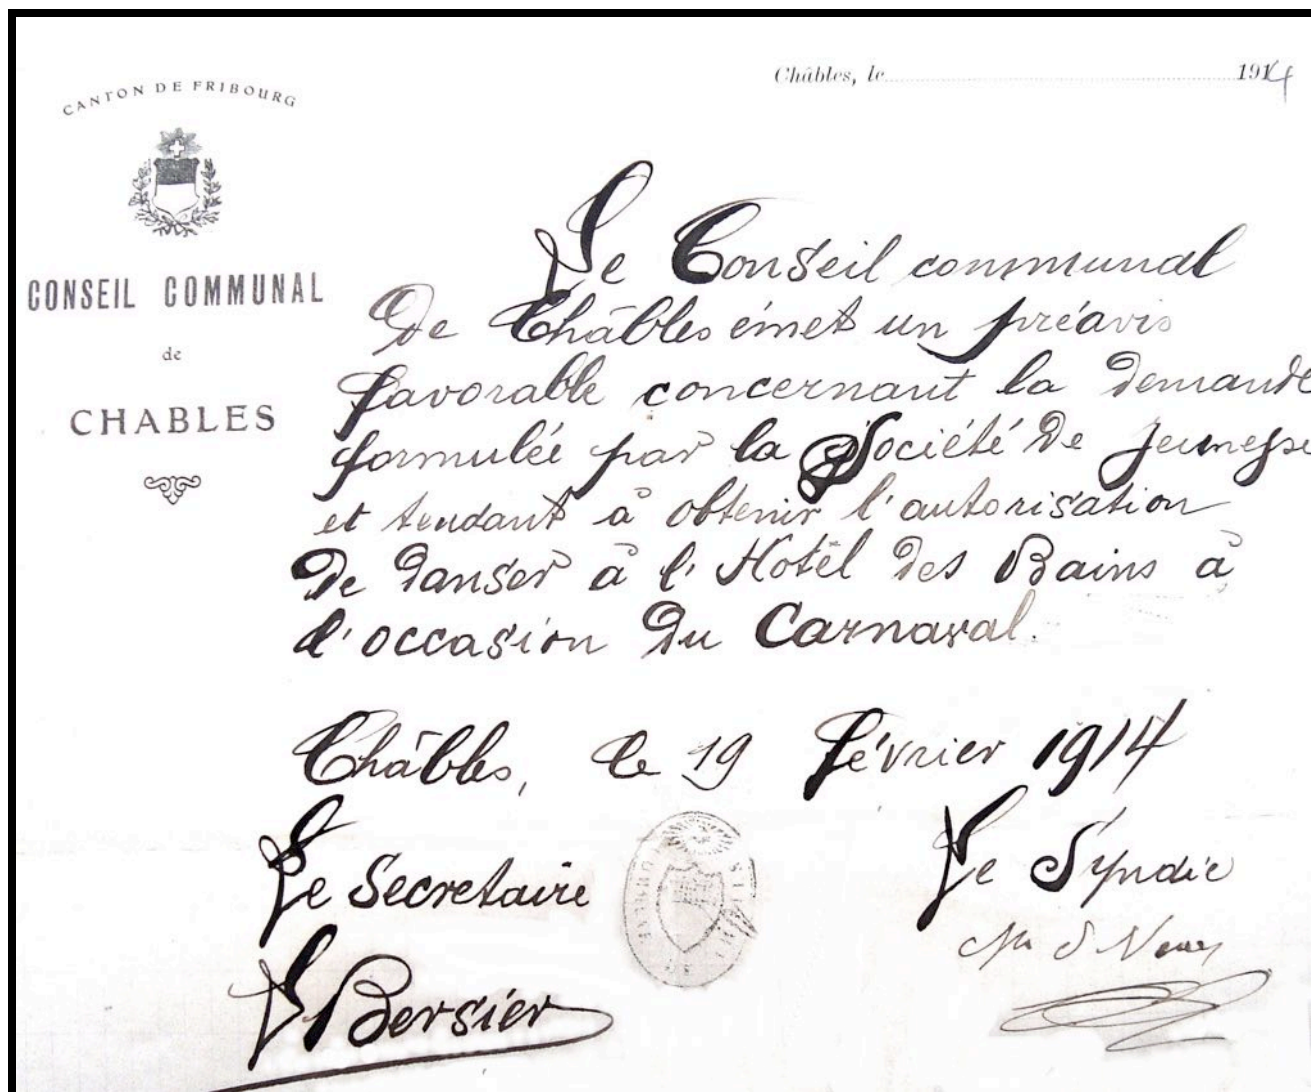 CANTON DE FRIBOURG
Châbles, le 1914
CONSEIL COMMUNAL
de
CHABLES
Le Conseil communal
De Châbles émet un préavis
favorable concernant la demande
formulée par la Société De Jeunesse
et tendant à obtenir l'autorisation
De danser à l'Hotel des Bains à
l'occasion Du Carnaval.
Châbles, le 19 février 1914
Le Secretaire
Le Syndic
Bersier